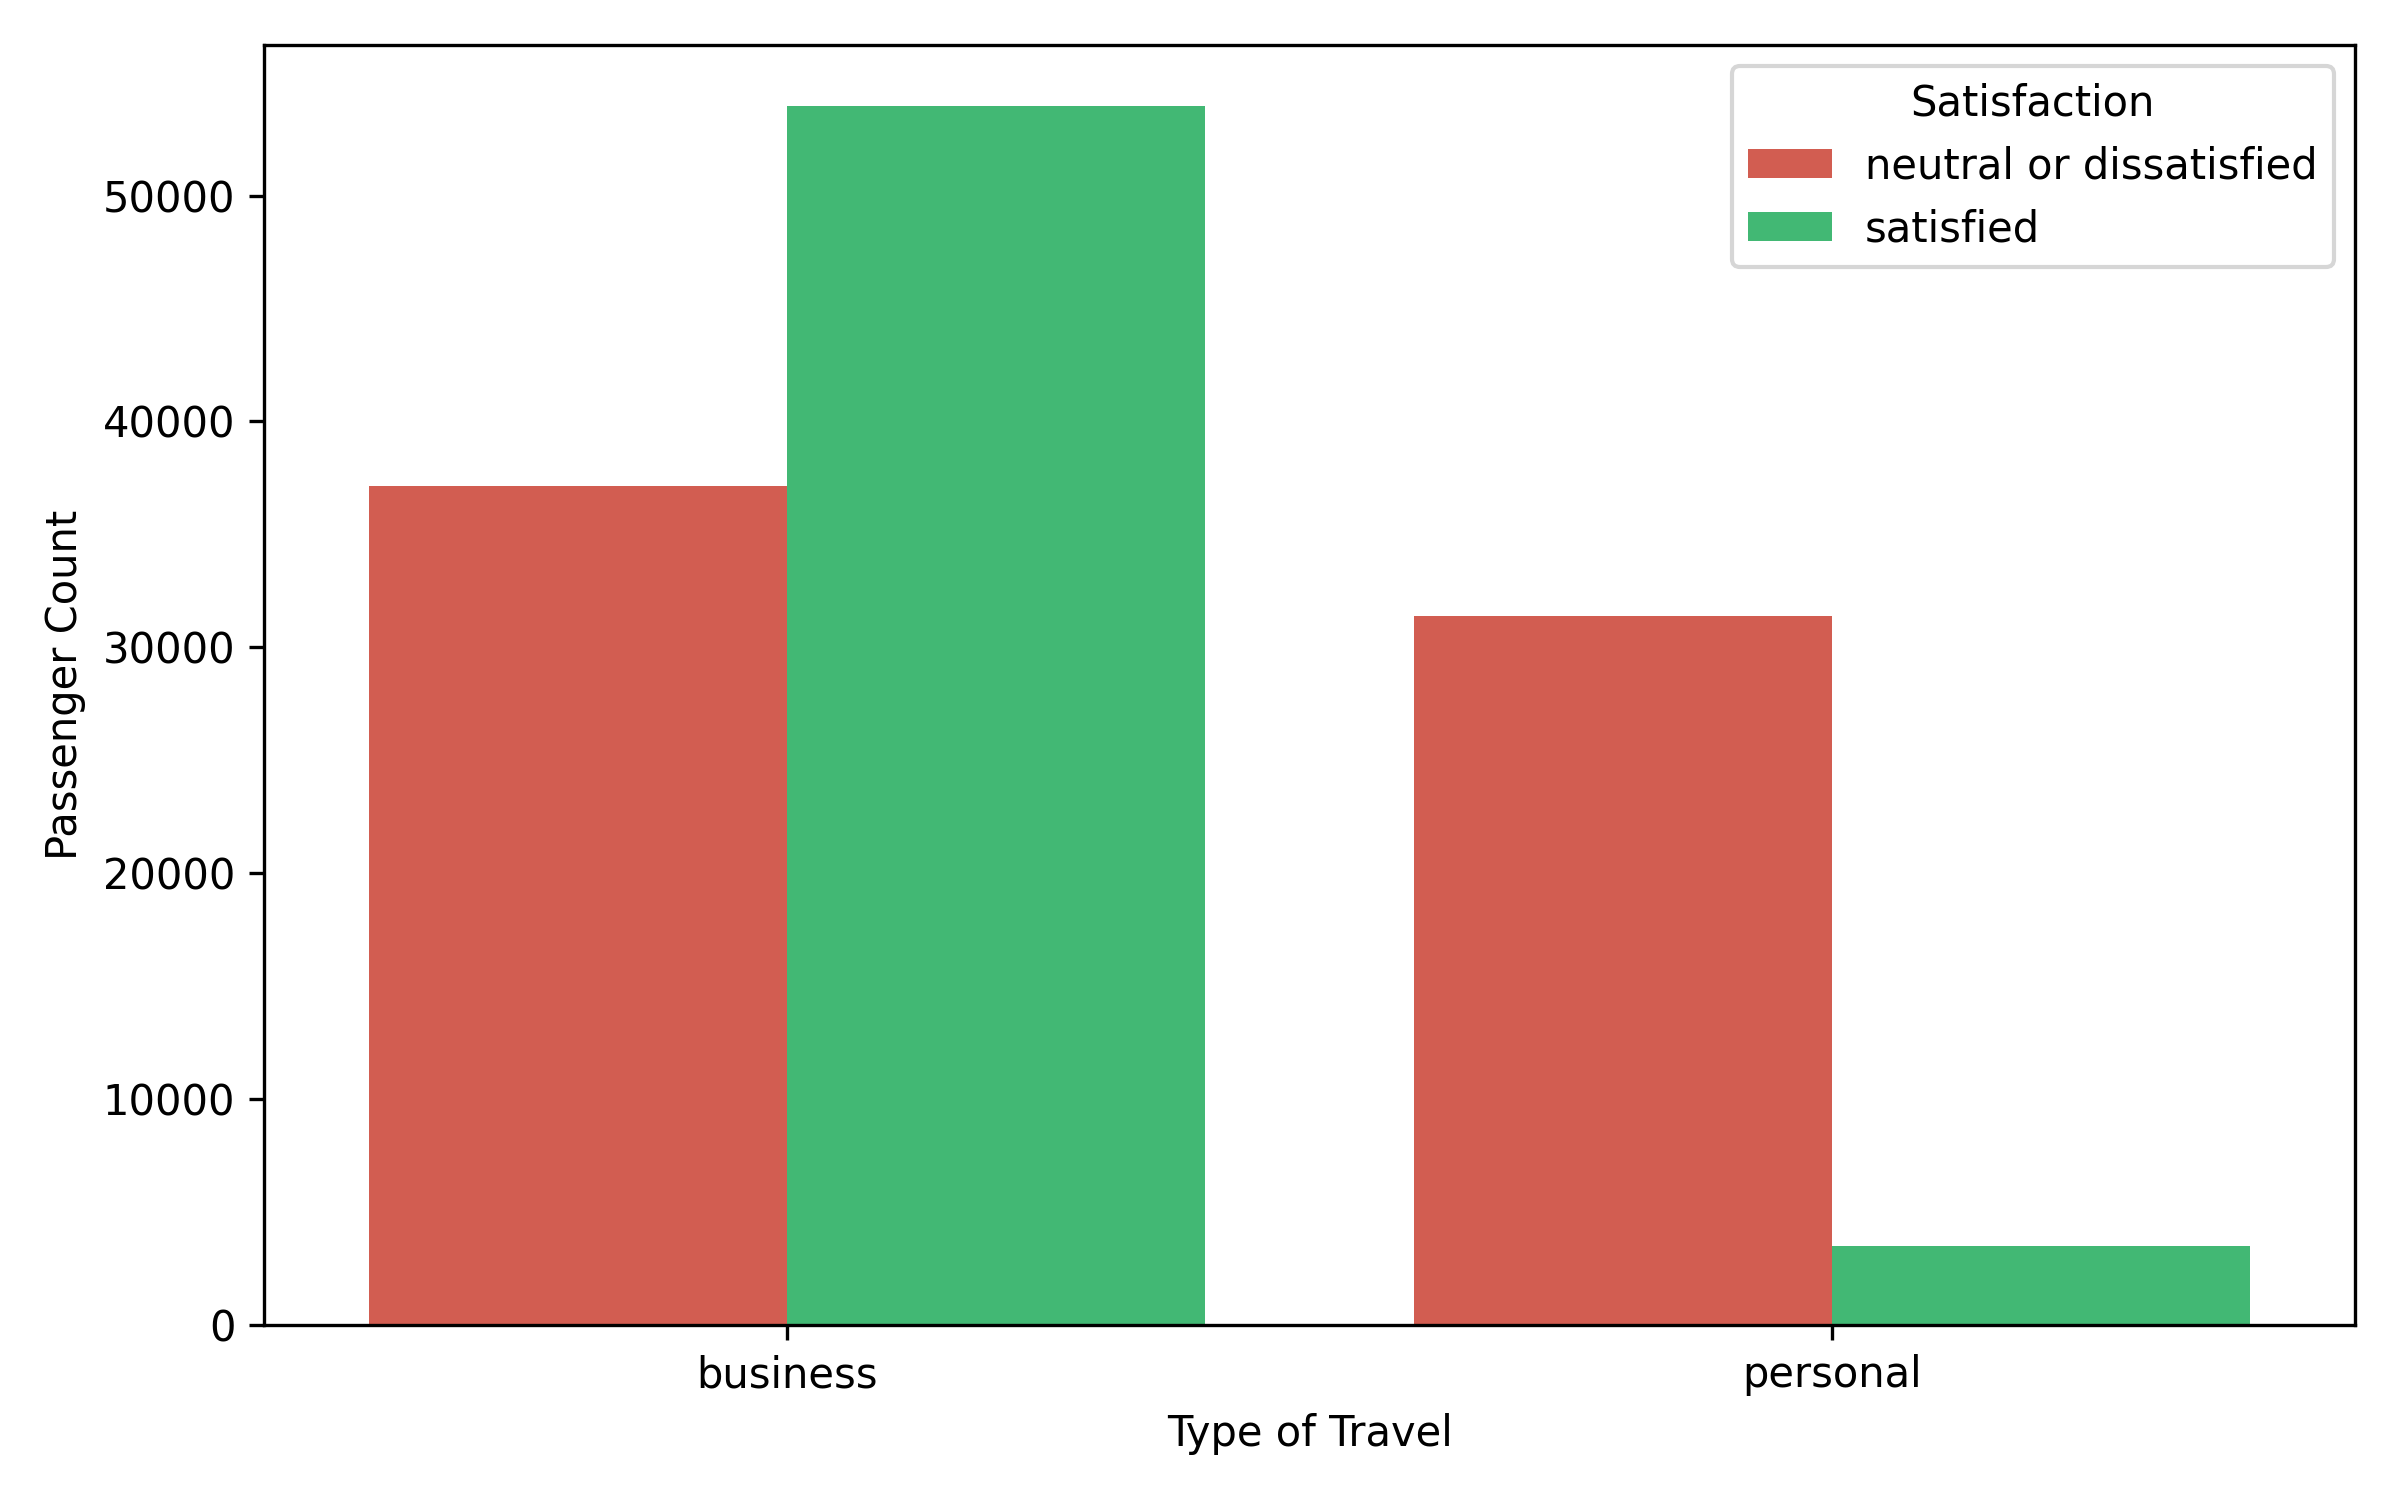 Satisfaction
neutral or dissatisfied
satisfied
Passenger Count
50000
40000
30000
20000
10000
0
business
personal
Type of Travel